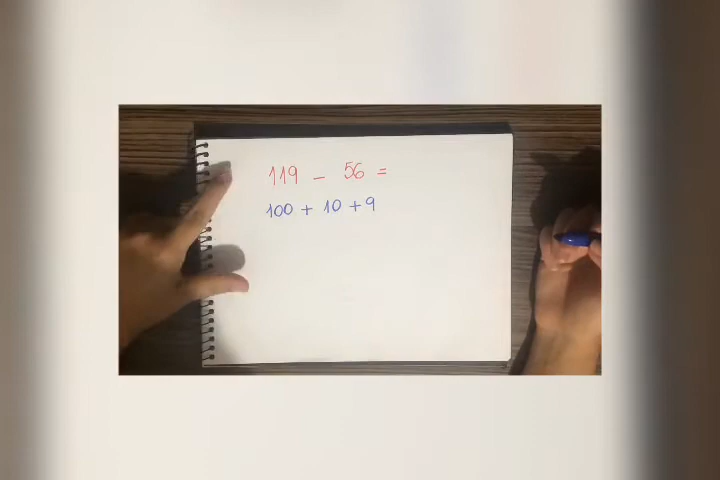 119 - 56 =
100 + 10 + 9